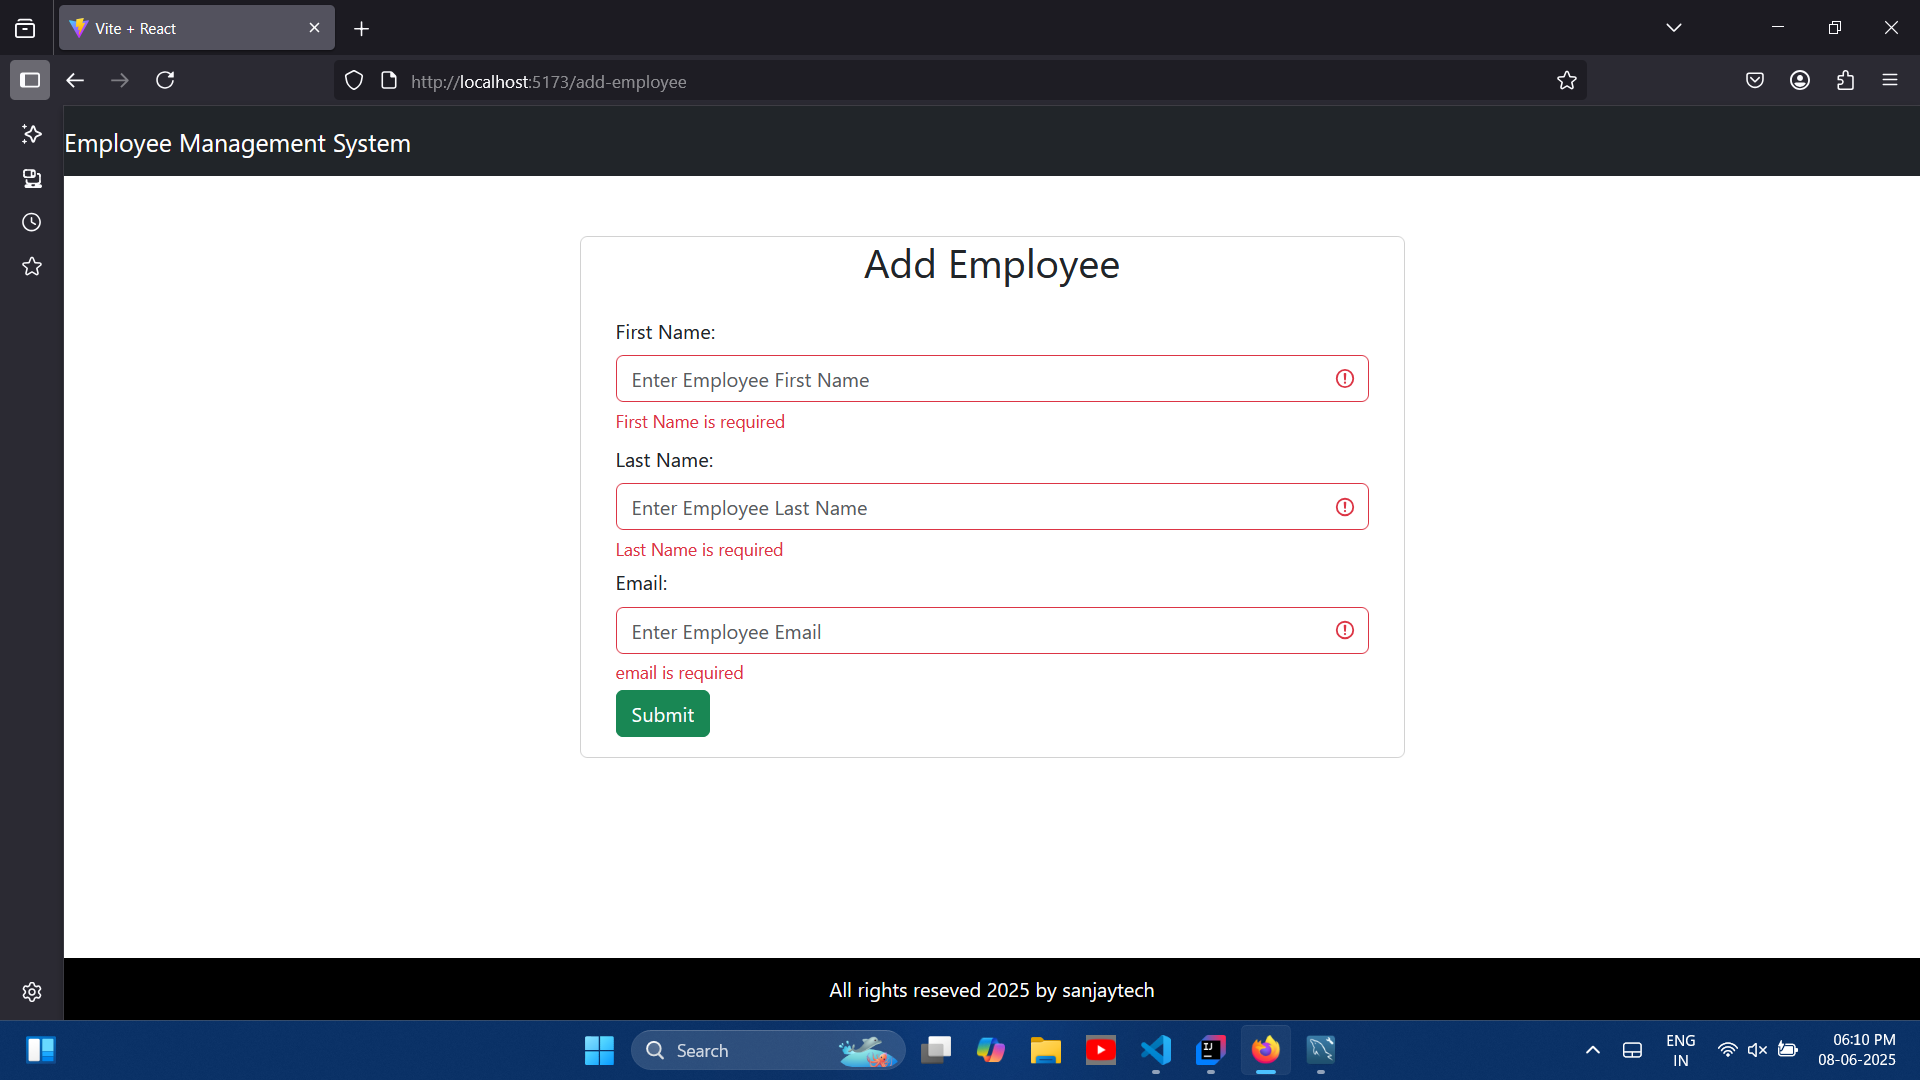 Vite + React
http://localhost:5173/add-employee
Employee Management System
Add Employee
First Name:
Enter Employee First Name
First Name is required
Last Name:
Enter Employee Last Name
Last Name is required
Email:
Enter Employee Email
email is required
Submit
All rights reseved 2025 by sanjaytech
Search
ENG
IN
06:10 PM
08-06-2025